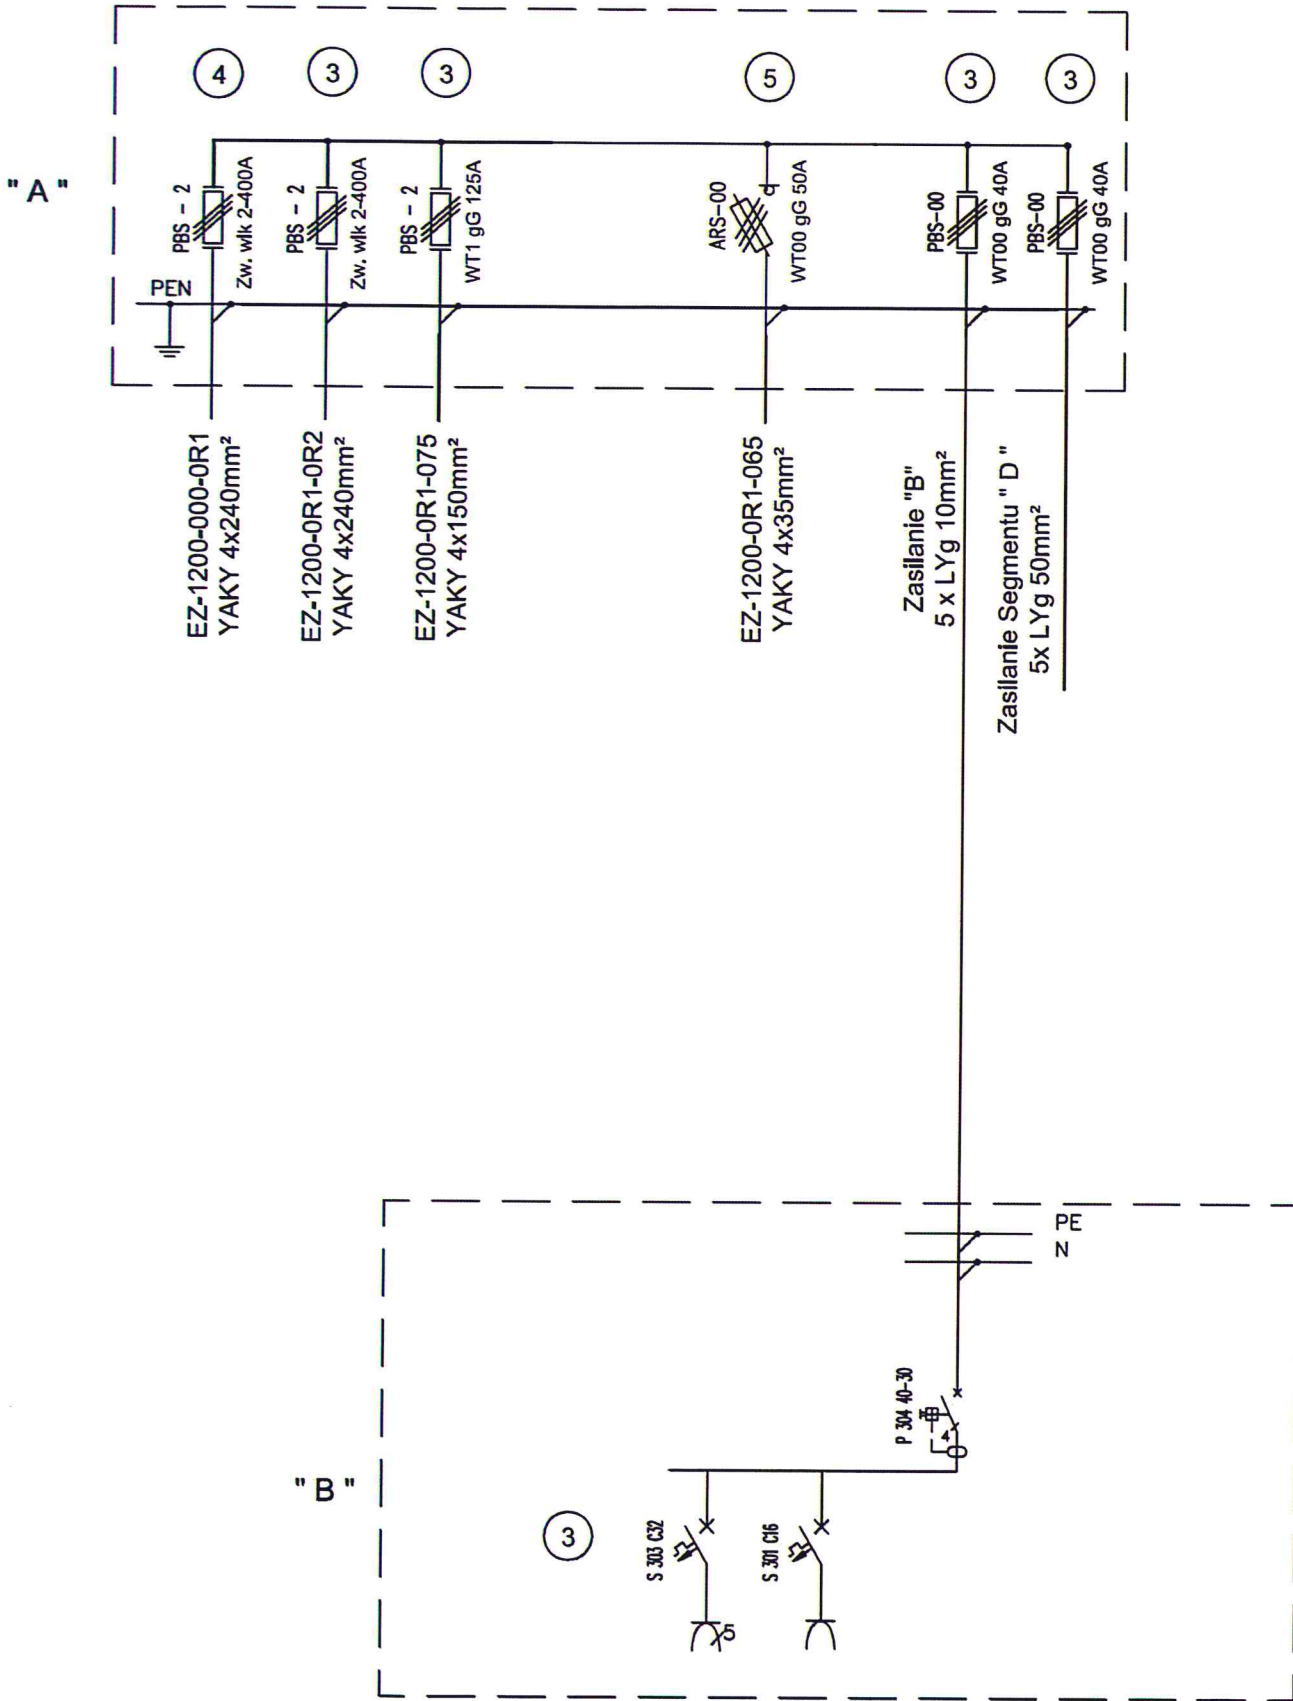 4
3
3
5
3
3
" A "
PBS - 2
Zw. wlk 2-400A
PBS - 2
Zw. wlk 2-400A
PBS - 2
WT1 gG 125A
ARS-00
WT00 gG 50A
PBS-00
WT00 gG 40A
PBS-00
WT00 gG 40A
PEN
EZ-1200-000-0R1
YAKY 4x240mm²
EZ-1200-0R1-0R2
YAKY 4x240mm²
EZ-1200-0R1-075
YAKY 4x150mm²
EZ-1200-0R1-065
YAKY 4x35mm²
Zasilanie "B"
5 x LYg 10mm²
Zasilanie Segmentu " D "
5x LYg 50mm²
PE
N
P 304 40-30
4
" B "
3
S 303 C32
S 301 C16
5